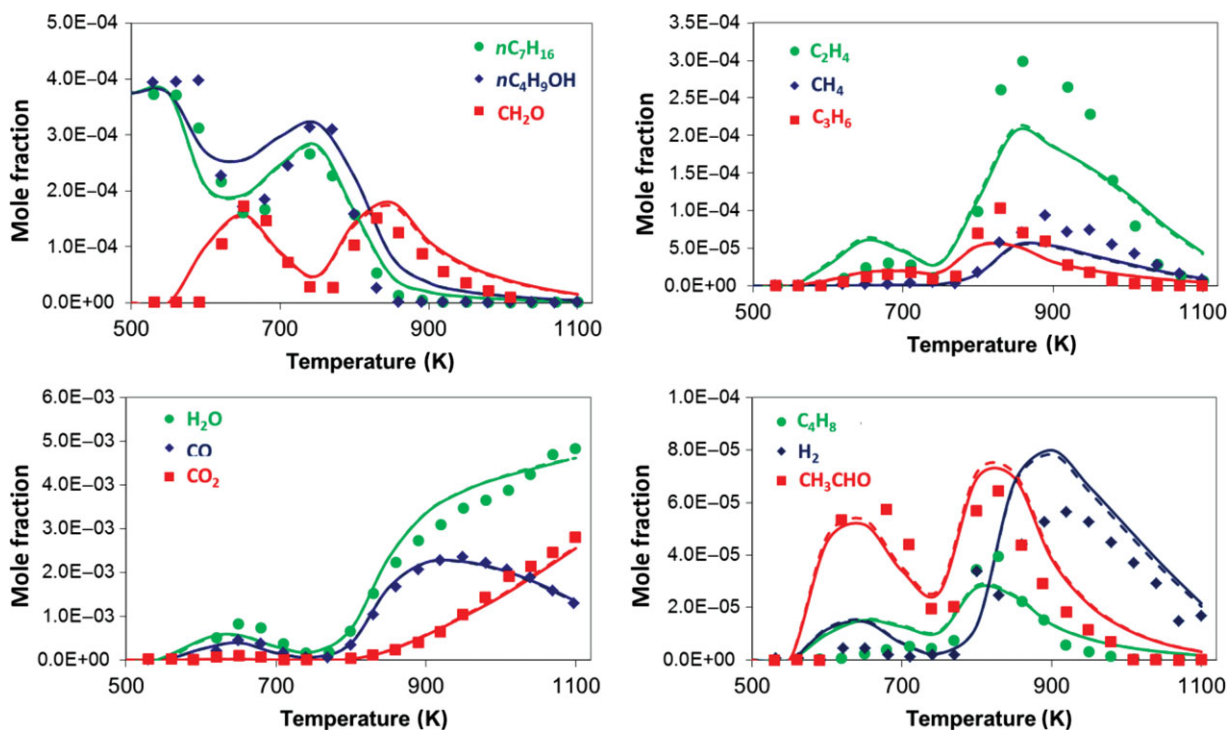 5.0E−04
4.0E−04
3.0E−04
2.0E−04
1.0E−04
0.0E+00
Mole fraction
nC₇H₁₆
nC₄H₉OH
CH₂O
500 700 900 1100
Temperature (K)
3.5E−04
3.0E−04
2.5E−04
2.0E−04
1.5E−04
1.0E−04
5.0E−05
0.0E+00
Mole fraction
C₂H₄
CH₄
C₃H₆
500 700 900 1100
Temperature (K)
6.0E−03
5.0E−03
4.0E−03
3.0E−03
2.0E−03
1.0E−03
0.0E+00
Mole fraction
H₂O
CO
CO₂
500 700 900 1100
Temperature (K)
1.0E−04
8.0E−05
6.0E−05
4.0E−05
2.0E−05
0.0E+00
Mole fraction
C₄H₈
H₂
CH₃CHO
500 700 900 1100
Temperature (K)